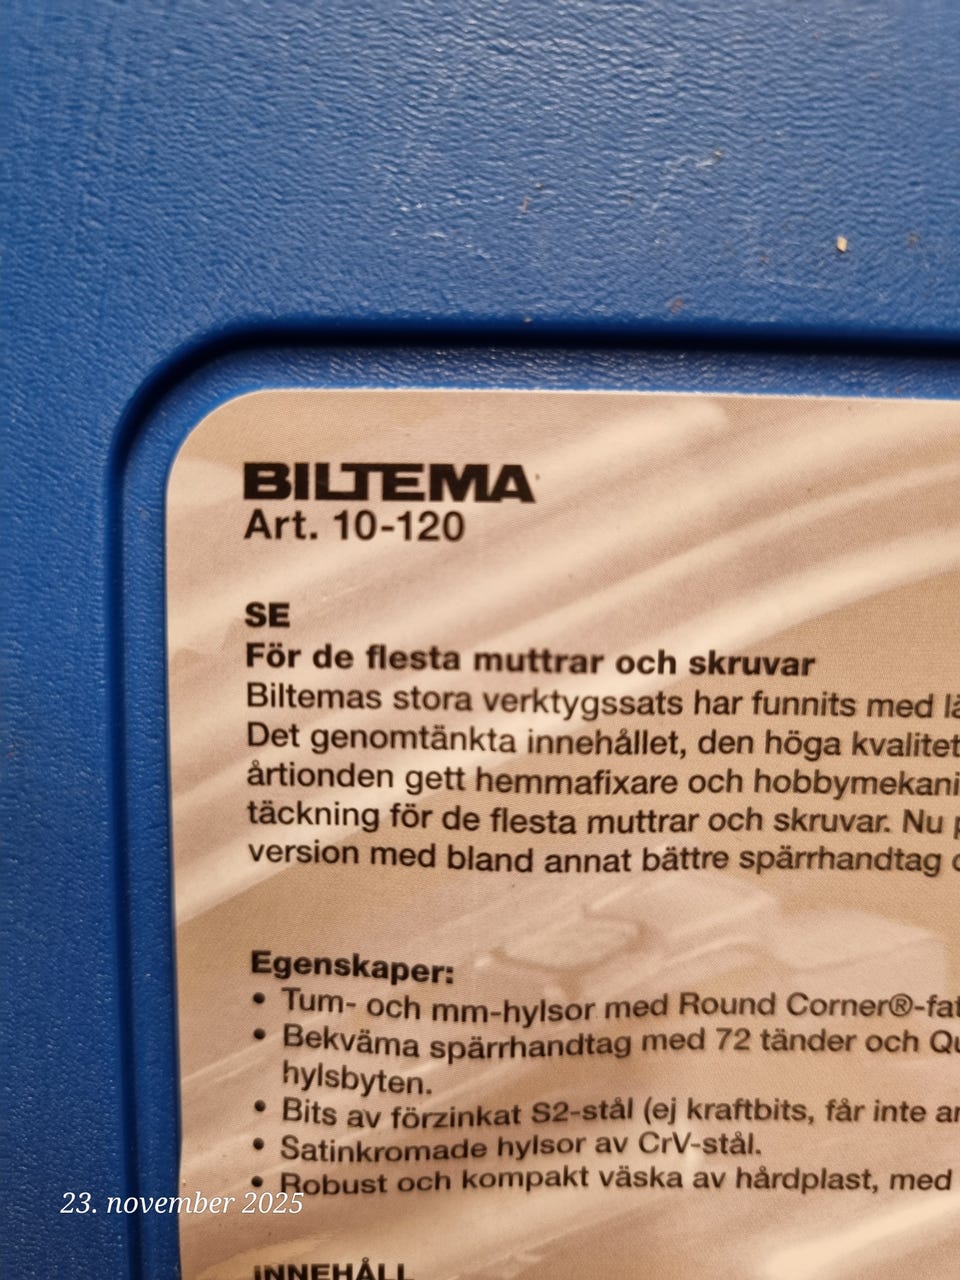 BILTEMA
Art. 10-120
SE
För de flesta muttrar och skruvar
Biltemas stora verktygssats har funnits med
Det genomtänkta innehållet, den höga kvalitet
årtionden gett hemmafixare och hobbymekani
täckning för de flesta muttrar och skruvar. Nu
version med bland annat bättre spärrhandtag
Egenskaper:
• Tum- och mm-hylsor med Round Corner®-fat
• Bekväma spärrhandtag med 72 tänder och Qu
hylsbyten.
• Bits av förzinkat S2-stål (ej kraftbits, får inte
• Satinkromade hylsor av CrV-stål.
• Robust och kompakt väska av hårdplast, med
INNEHÅLL
23. november 2025